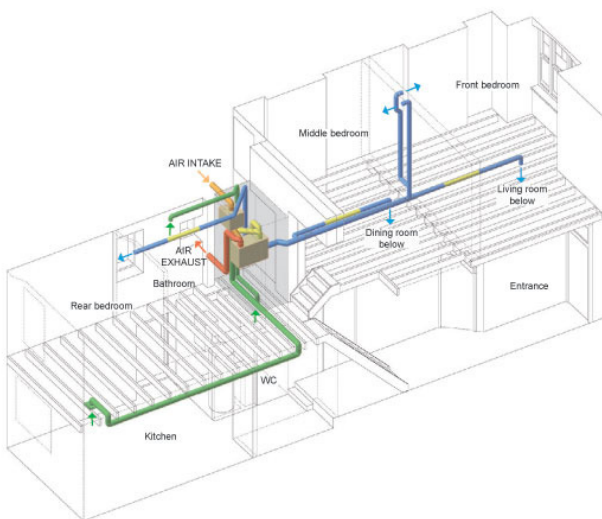 Front bedroom
Middle bedroom
AIR INTAKE
Living room
below
Dining room
below
AIR
EXHAUST
Bathroom
Rear bedroom
Entrance
WC
Kitchen